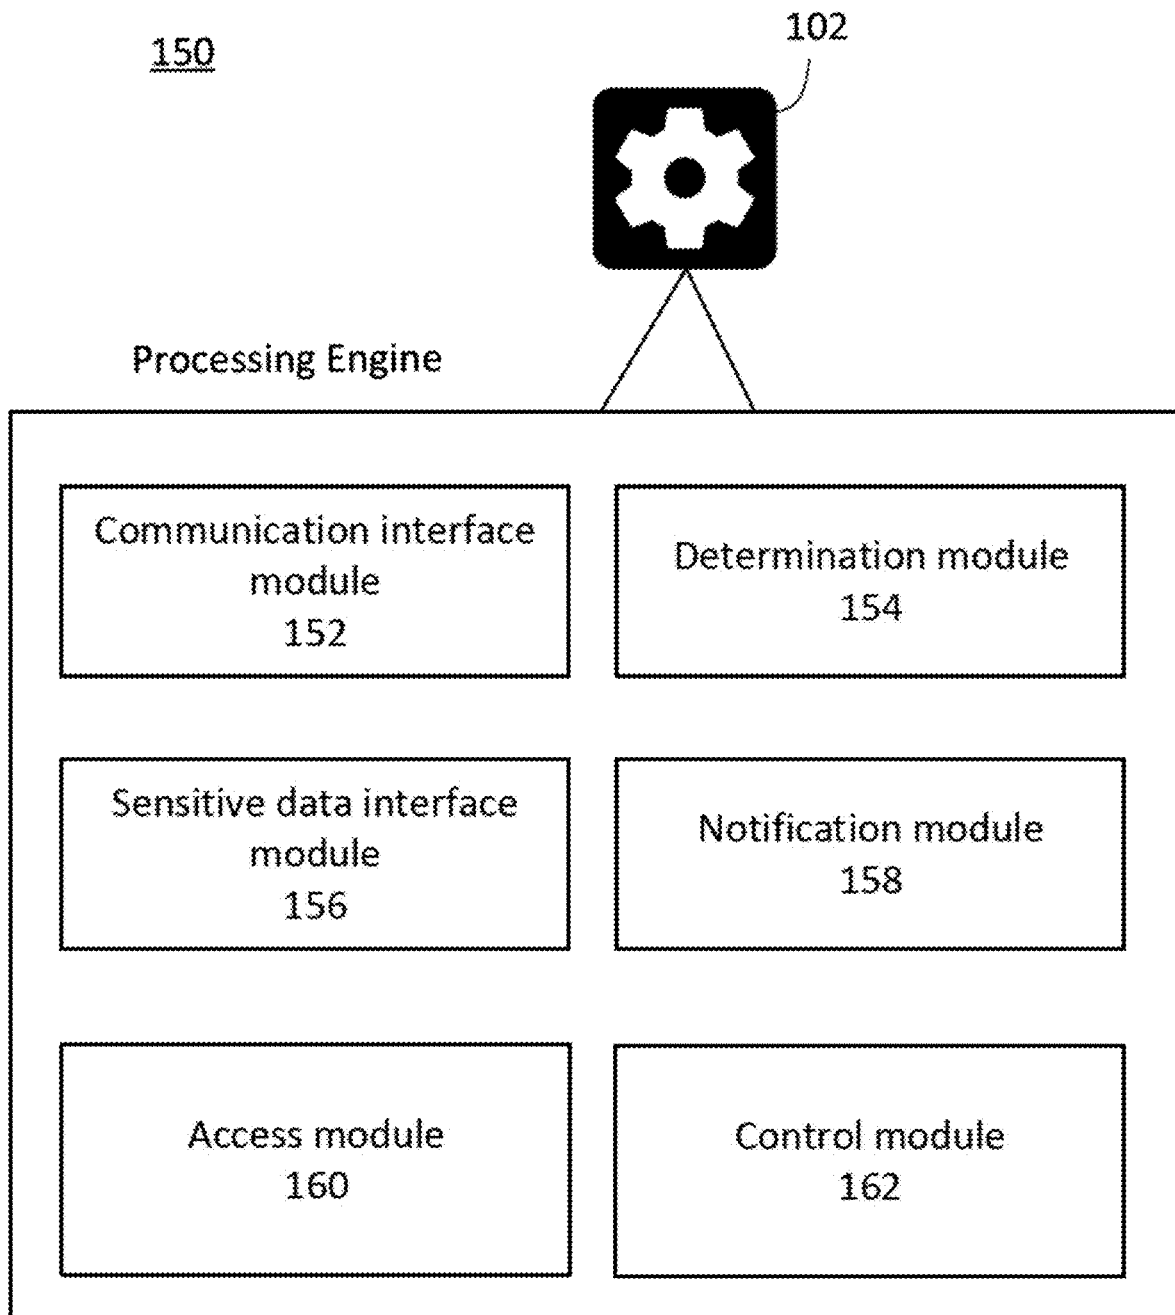 150
102
Processing Engine
Communication interface
module
152
Determination module
154
Sensitive data interface
module
156
Notification module
158
Access module
160
Control module
162